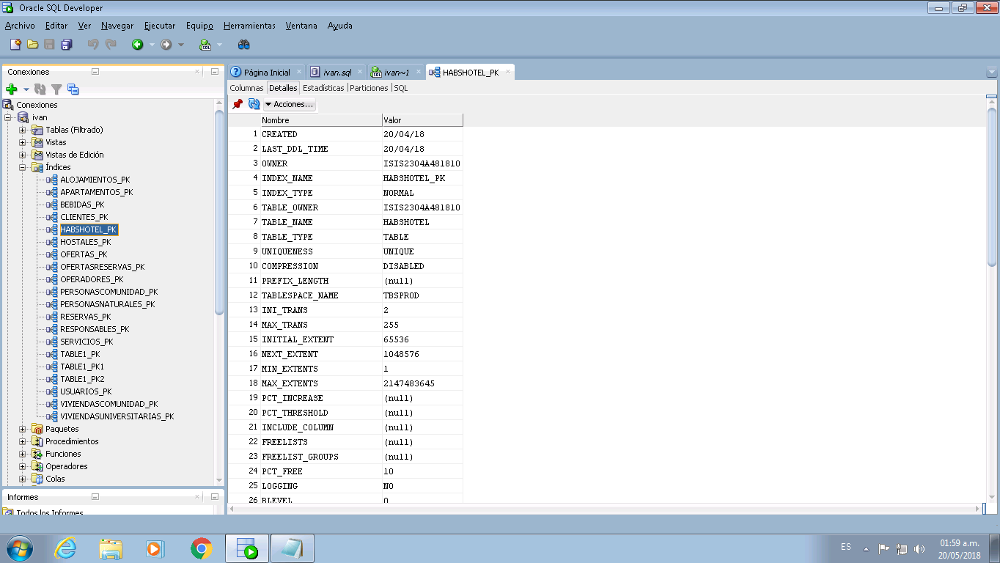 Oracle SQL Developer
Archivo Editar Ver Navegar Ejecutar Equipo Herramientas Ventana Ayuda
SQL
Conexiones
Conexiones
ivan
Tablas (Filtrado)
Vistas
Vistas de Edición
Índices
ALOJAMIENTOS_PK
APARTAMENTOS_PK
BEBIDAS_PK
CLIENTES_PK
HABSHOTEL_PK
HOSTALES_PK
OFERTAS_PK
OFERTASRESERVAS_PK
OPERADORES_PK
PERSONASCOMUNIDAD_PK
PERSONASNATURALES_PK
RESERVAS_PK
RESPONSABLES_PK
SERVICIOS_PK
TABLE1_PK
TABLE1_PK1
TABLE1_PK2
USUARIOS_PK
VIVIENDASCOMUNIDAD_PK
VIVIENDASUNIVERSITARIAS_PK
Paquetes
Procedimientos
Funciones
Operadores
Colas
Informes
Todos los Informes
Página Inicial ivan.sql ivan~1 HABSHOTEL_PK
Columnas Detalles Estadísticas Particiones SQL
Acciones...
Nombre Valor
1 CREATED 20/04/18
2 LAST_DDL_TIME 20/04/18
3 OWNER ISIS2304A481810
4 INDEX_NAME HABSHOTEL_PK
5 INDEX_TYPE NORMAL
6 TABLE_OWNER ISIS2304A481810
7 TABLE_NAME HABSHOTEL
8 TABLE_TYPE TABLE
9 UNIQUENESS UNIQUE
10 COMPRESSION DISABLED
11 PREFIX_LENGTH (null)
12 TABLESPACE_NAME TBSPROD
13 INI_TRANS 2
14 MAX_TRANS 255
15 INITIAL_EXTENT 65536
16 NEXT_EXTENT 1048576
17 MIN_EXTENTS 1
18 MAX_EXTENTS 2147483645
19 PCT_INCREASE (null)
20 PCT_THRESHOLD (null)
21 INCLUDE_COLUMN (null)
22 FREELISTS (null)
23 FREELIST_GROUPS (null)
24 PCT_FREE 10
25 LOGGING NO
26 BLEVEL 0
ES
01:59 a.m.
20/05/2018